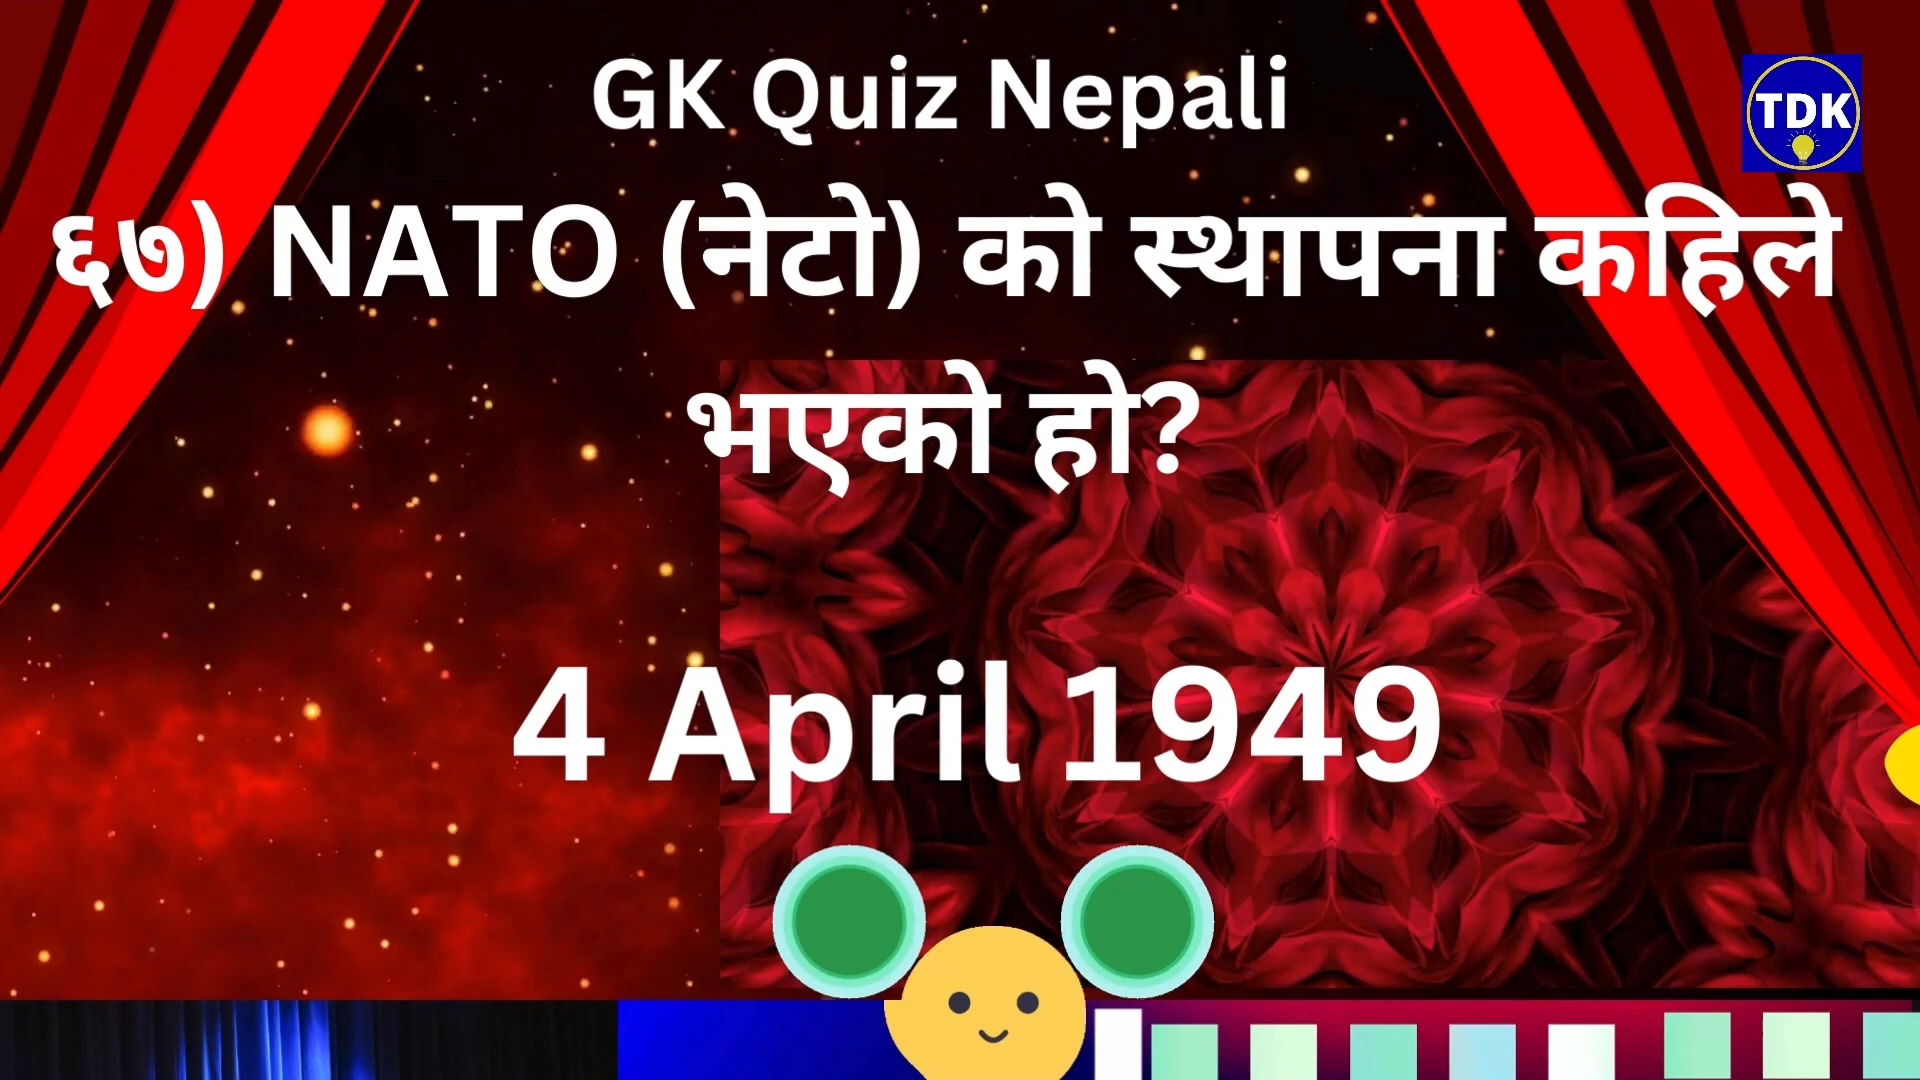 GK Quiz Nepali
TDK
६७) NATO (नेटो) को स्थापना कहिले
भएको हो?
4 April 1949